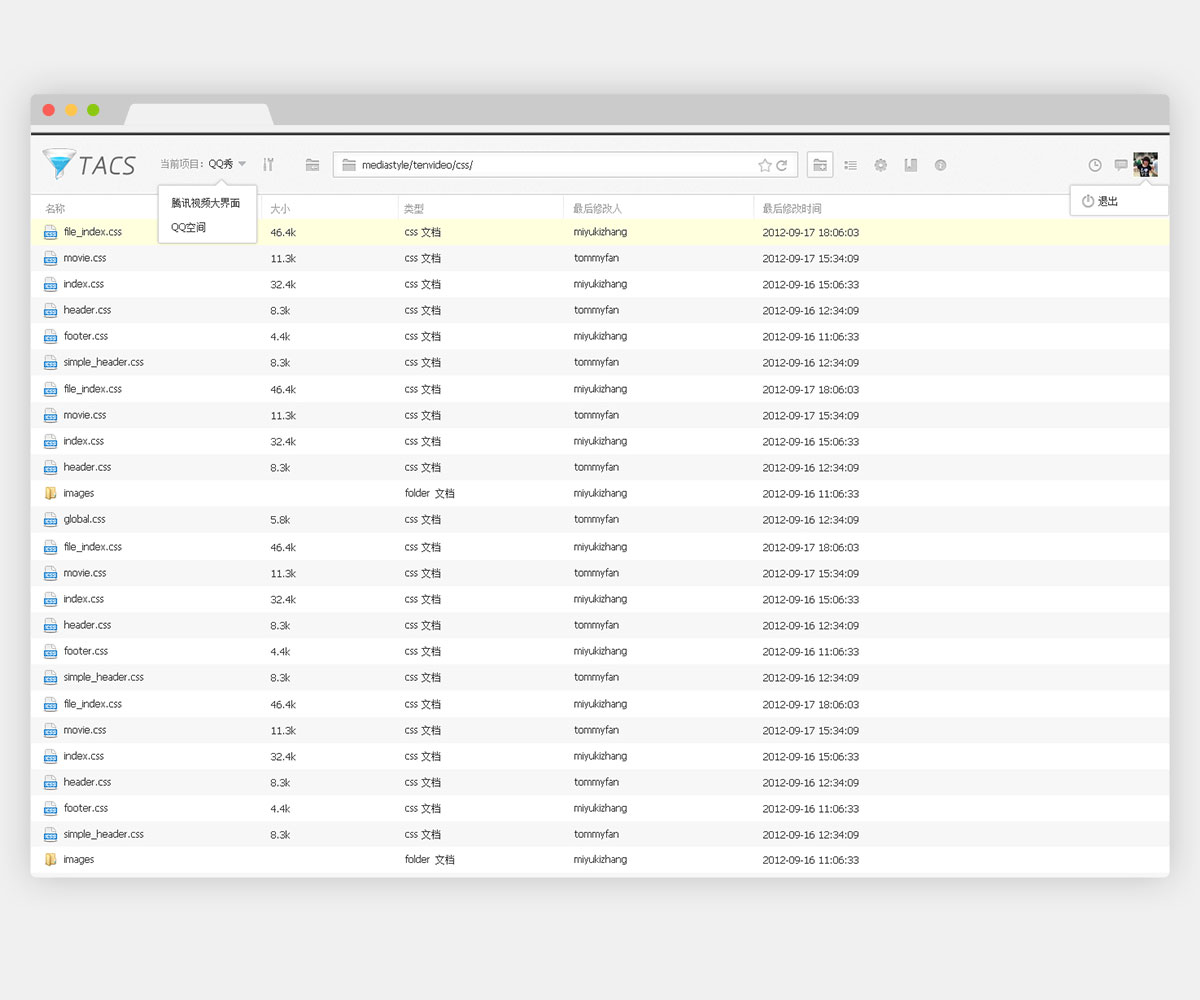 TACS 当前项目: QQ秀 mediastyle/tenvideo/css/
腾讯视频大界面
QQ空间
退出
名称 大小 类型 最后修改人 最后修改时间
file_index.css 46.4k css 文档 miyukizhang 2012-09-17 18:06:03
movie.css 11.3k css 文档 tommyfan 2012-09-17 15:34:09
index.css 32.4k css 文档 miyukizhang 2012-09-16 15:06:33
header.css 8.3k css 文档 tommyfan 2012-09-16 12:34:09
footer.css 4.4k css 文档 miyukizhang 2012-09-16 11:06:33
simple_header.css 8.3k css 文档 tommyfan 2012-09-16 12:34:09
file_index.css 46.4k css 文档 miyukizhang 2012-09-17 18:06:03
movie.css 11.3k css 文档 tommyfan 2012-09-17 15:34:09
index.css 32.4k css 文档 miyukizhang 2012-09-16 15:06:33
header.css 8.3k css 文档 tommyfan 2012-09-16 12:34:09
images folder 文档 miyukizhang 2012-09-16 11:06:33
global.css 5.8k css 文档 tommyfan 2012-09-16 12:34:09
file_index.css 46.4k css 文档 miyukizhang 2012-09-17 18:06:03
movie.css 11.3k css 文档 tommyfan 2012-09-17 15:34:09
index.css 32.4k css 文档 miyukizhang 2012-09-16 15:06:33
header.css 8.3k css 文档 tommyfan 2012-09-16 12:34:09
footer.css 4.4k css 文档 miyukizhang 2012-09-16 11:06:33
simple_header.css 8.3k css 文档 tommyfan 2012-09-16 12:34:09
file_index.css 46.4k css 文档 miyukizhang 2012-09-17 18:06:03
movie.css 11.3k css 文档 tommyfan 2012-09-17 15:34:09
index.css 32.4k css 文档 miyukizhang 2012-09-16 15:06:33
header.css 8.3k css 文档 tommyfan 2012-09-16 12:34:09
footer.css 4.4k css 文档 miyukizhang 2012-09-16 11:06:33
simple_header.css 8.3k css 文档 tommyfan 2012-09-16 12:34:09
images folder 文档 miyukizhang 2012-09-16 11:06:33